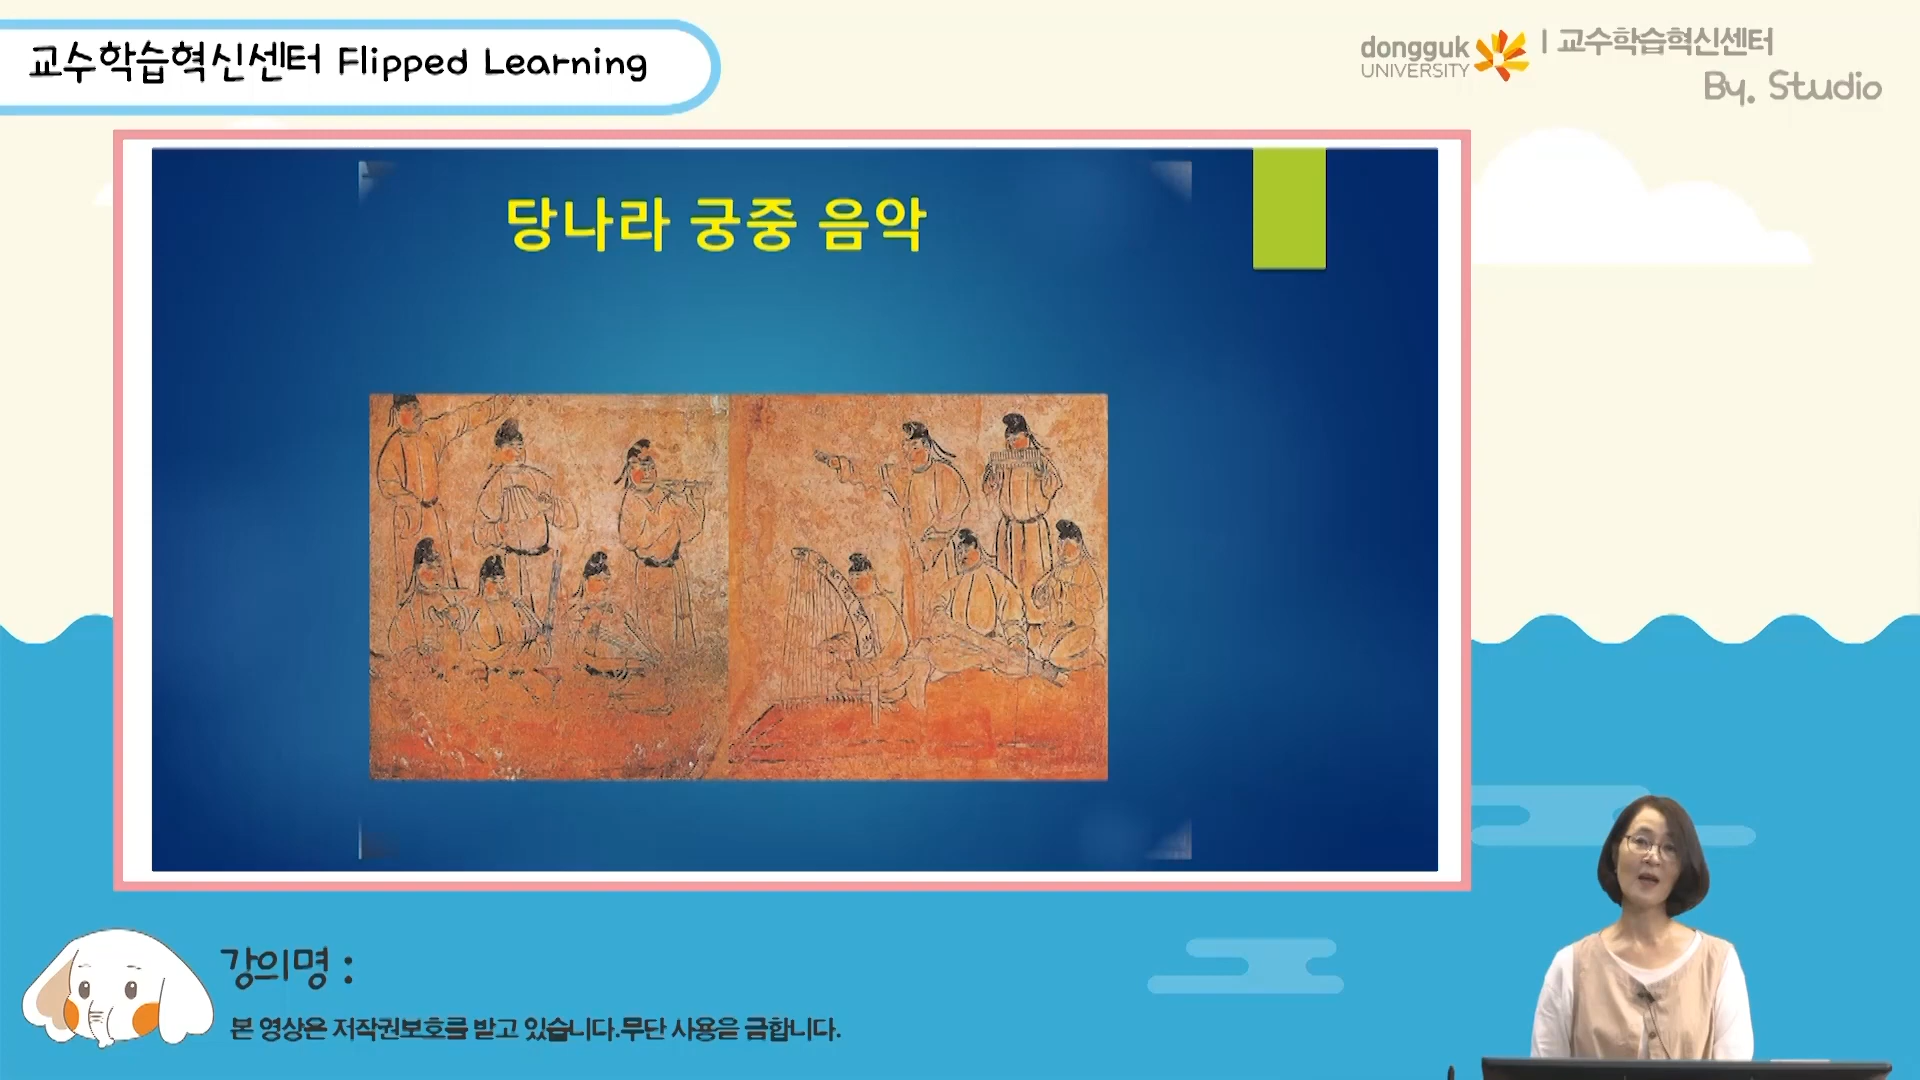 교수학습혁신센터 Flipped Learning
dongguk
UNIVERSITY
| 교수학습혁신센터
By. Studio
당나라 궁중 음악
강의명 :
본 영상은 저작권보호를 받고 있습니다.무단 사용을 금합니다.